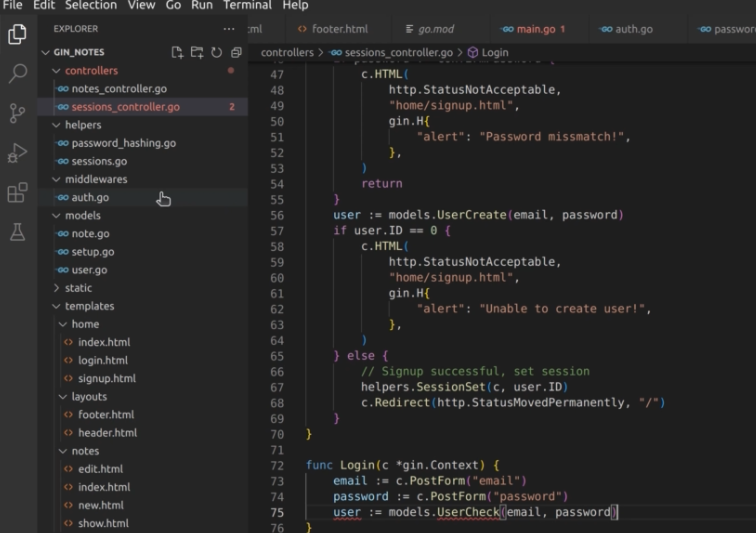 File Edit Selection View Go Run Terminal Help
EXPLORER
footer.html go.mod main.go 1 auth.go
GIN_NOTES
controllers > sessions_controller.go > Login
controllers
notes_controller.go
sessions_controller.go 2
helpers
password_hashing.go
sessions.go
middlewares
auth.go
models
note.go
setup.go
user.go
static
templates
home
index.html
login.html
signup.html
layouts
footer.html
header.html
notes
edit.html
index.html
new.html
show.html
47 c.HTML(
48 http.StatusNotAcceptable,
49 "home/signup.html",
50 gin.H{
51 "alert": "Password missmatch!",
52 },
53 )
54 return
55 }
56 user := models.UserCreate(email, password)
57 if user.ID == 0 {
58 c.HTML(
59 http.StatusNotAcceptable,
60 "home/signup.html",
61 gin.H{
62 "alert": "Unable to create user!",
63 },
64 )
65 } else {
66 // Signup successful, set session
67 helpers.SessionSet(c, user.ID)
68 c.Redirect(http.StatusMovedPermanently, "/")
69 }
70 }
71
72 func Login(c *gin.Context) {
73 email := c.PostForm("email")
74 password := c.PostForm("password")
75 user := models.UserCheck(email, password)
76 }